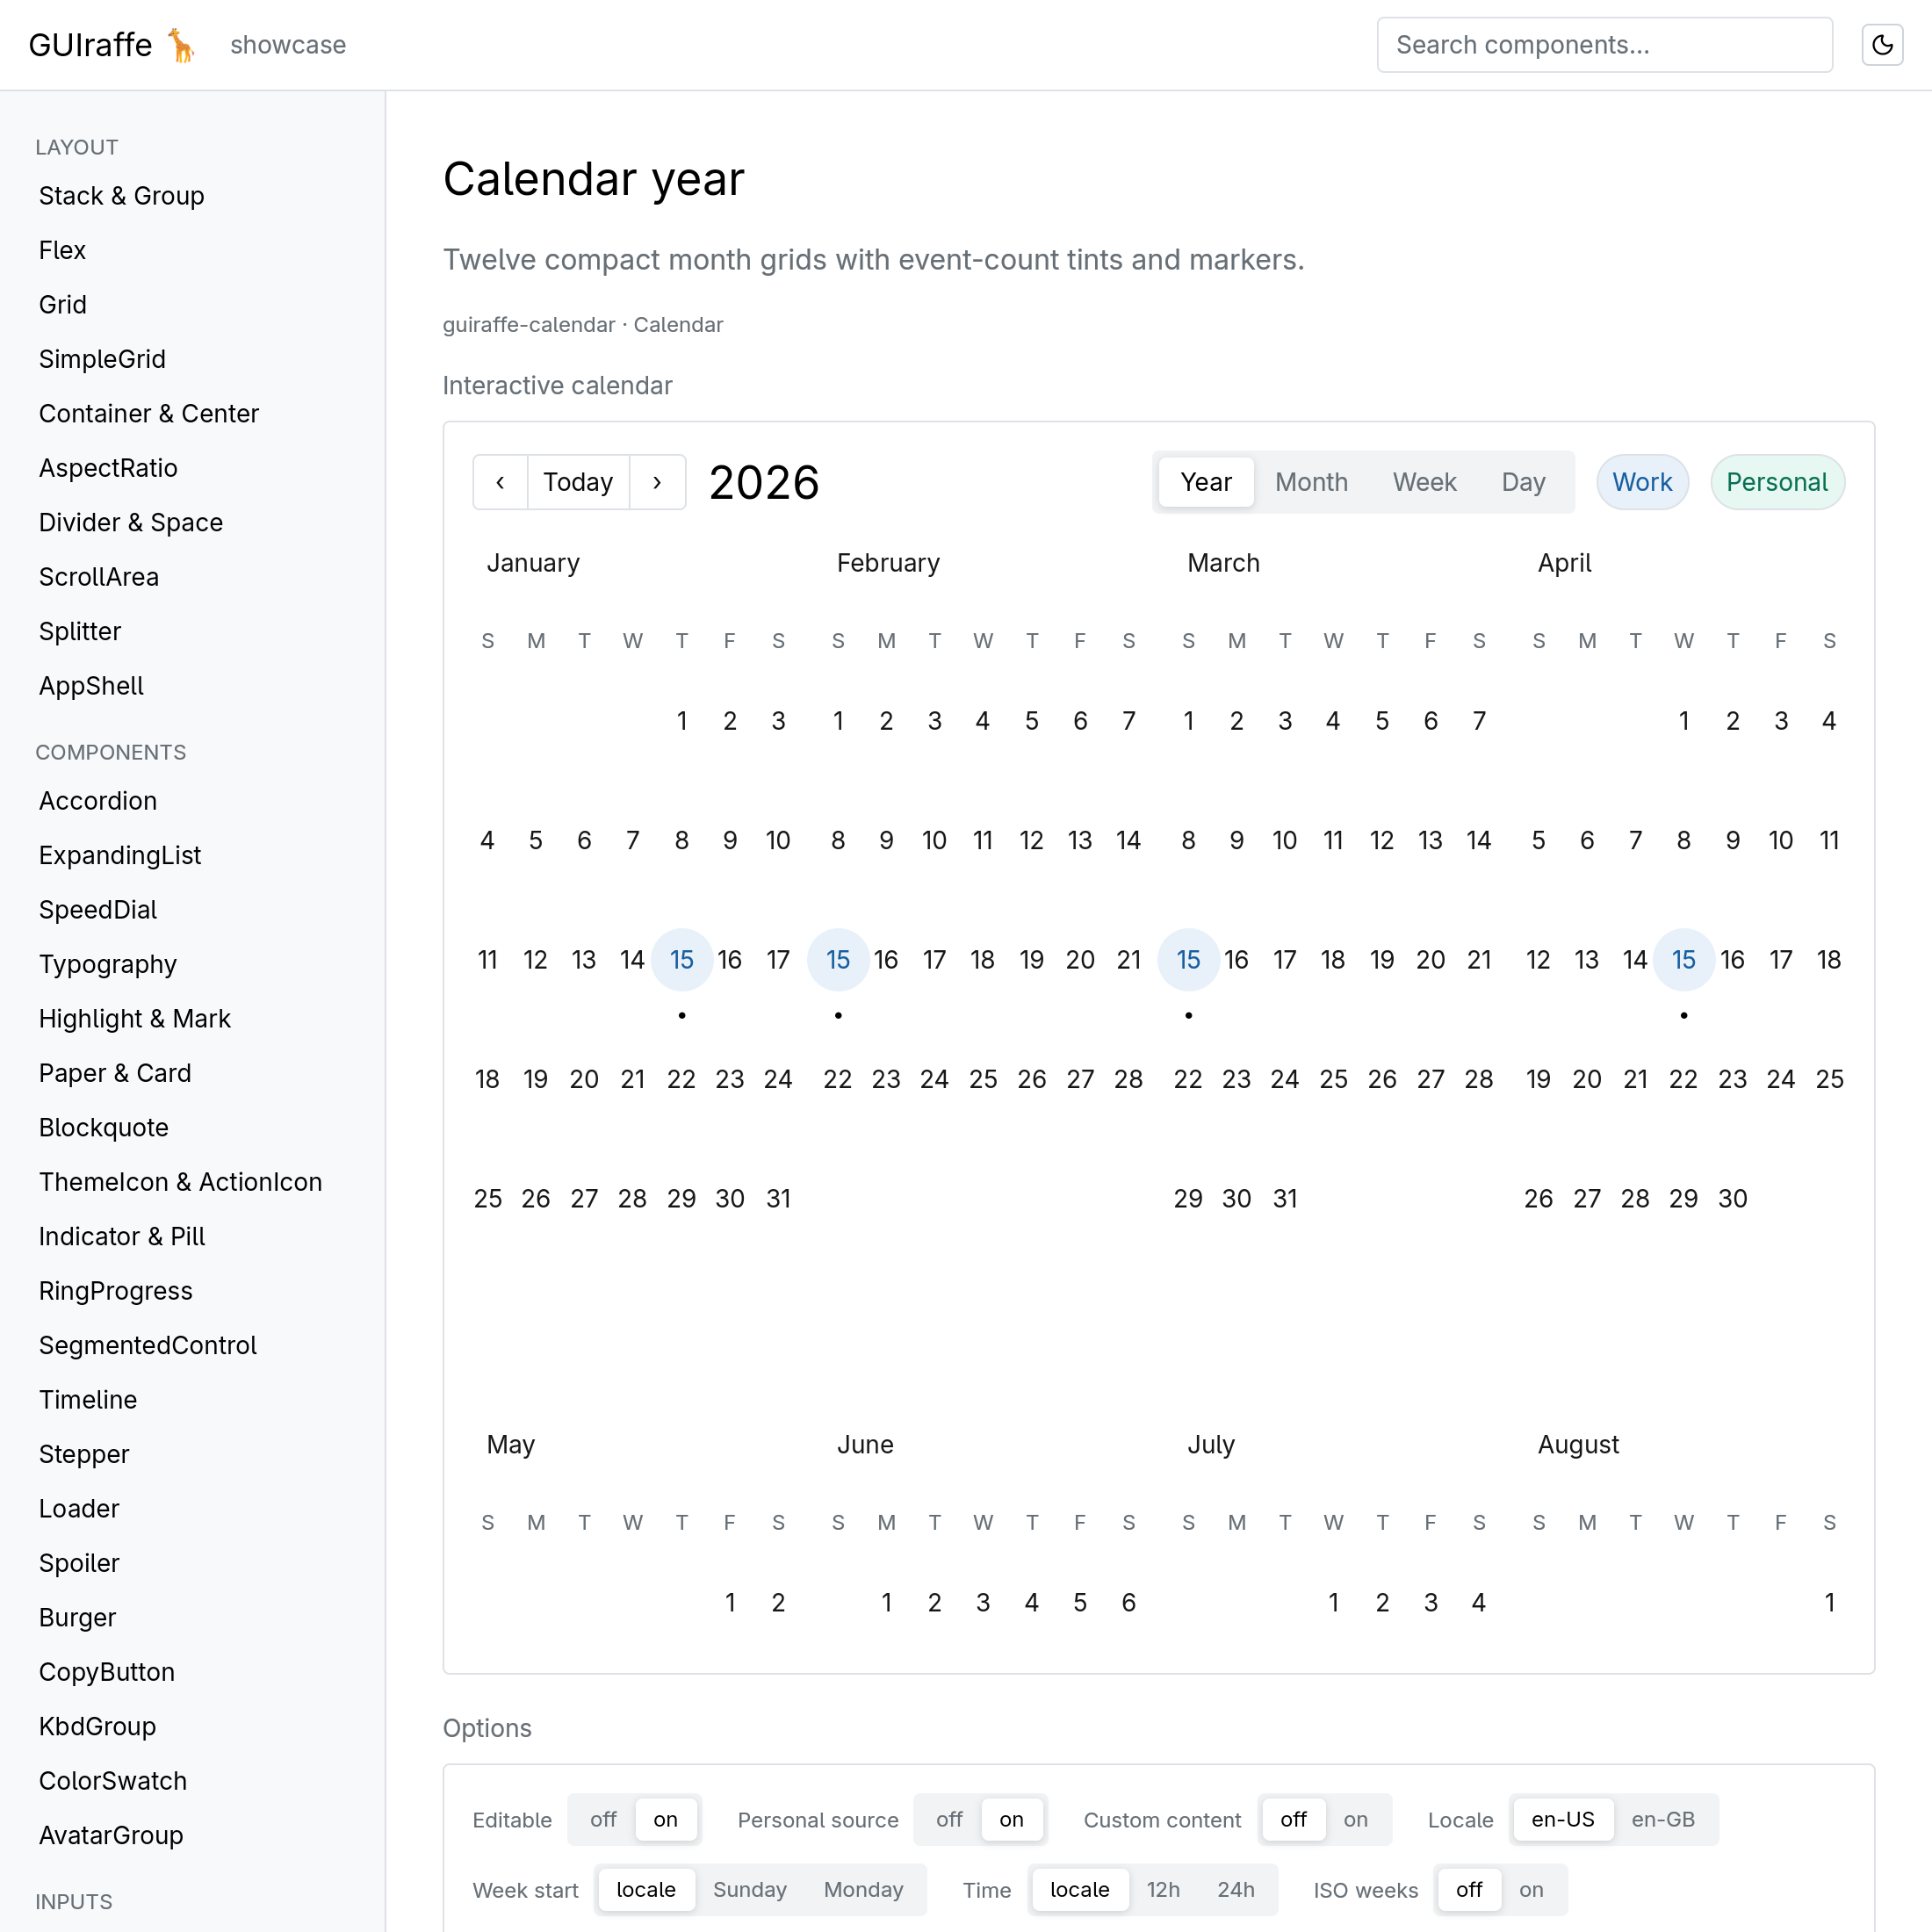 GUIraffe 🦒 showcase
Search components...
LAYOUT
Stack & Group
Flex
Grid
SimpleGrid
Container & Center
AspectRatio
Divider & Space
ScrollArea
Splitter
AppShell
COMPONENTS
Accordion
ExpandingList
SpeedDial
Typography
Highlight & Mark
Paper & Card
Blockquote
ThemeIcon & ActionIcon
Indicator & Pill
RingProgress
SegmentedControl
Timeline
Stepper
Loader
Spoiler
Burger
CopyButton
KbdGroup
ColorSwatch
AvatarGroup
INPUTS
Calendar year
Twelve compact month grids with event-count tints and markers.
guiraffe-calendar · Calendar
Interactive calendar
‹ Today › 2026 Year Month Week Day Work Personal
January February March April
S M T W T F S S M T W T F S S M T W T F S S M T W T F S
1 2 3 1 2 3 4 5 6 7 1 2 3 4 5 6 7 1 2 3 4
4 5 6 7 8 9 10 8 9 10 11 12 13 14 8 9 10 11 12 13 14 5 6 7 8 9 10 11
11 12 13 14 15 16 17 15 16 17 18 19 20 21 15 16 17 18 19 20 21 12 13 14 15 16 17 18
18 19 20 21 22 23 24 22 23 24 25 26 27 28 22 23 24 25 26 27 28 19 20 21 22 23 24 25
25 26 27 28 29 30 31 29 30 31 26 27 28 29 30
May June July August
S M T W T F S S M T W T F S S M T W T F S S M T W T F S
1 2 1 2 3 4 5 6 1 2 3 4 1
Options
Editable off on Personal source off on Custom content off on Locale en-US en-GB
Week start locale Sunday Monday Time locale 12h 24h ISO weeks off on